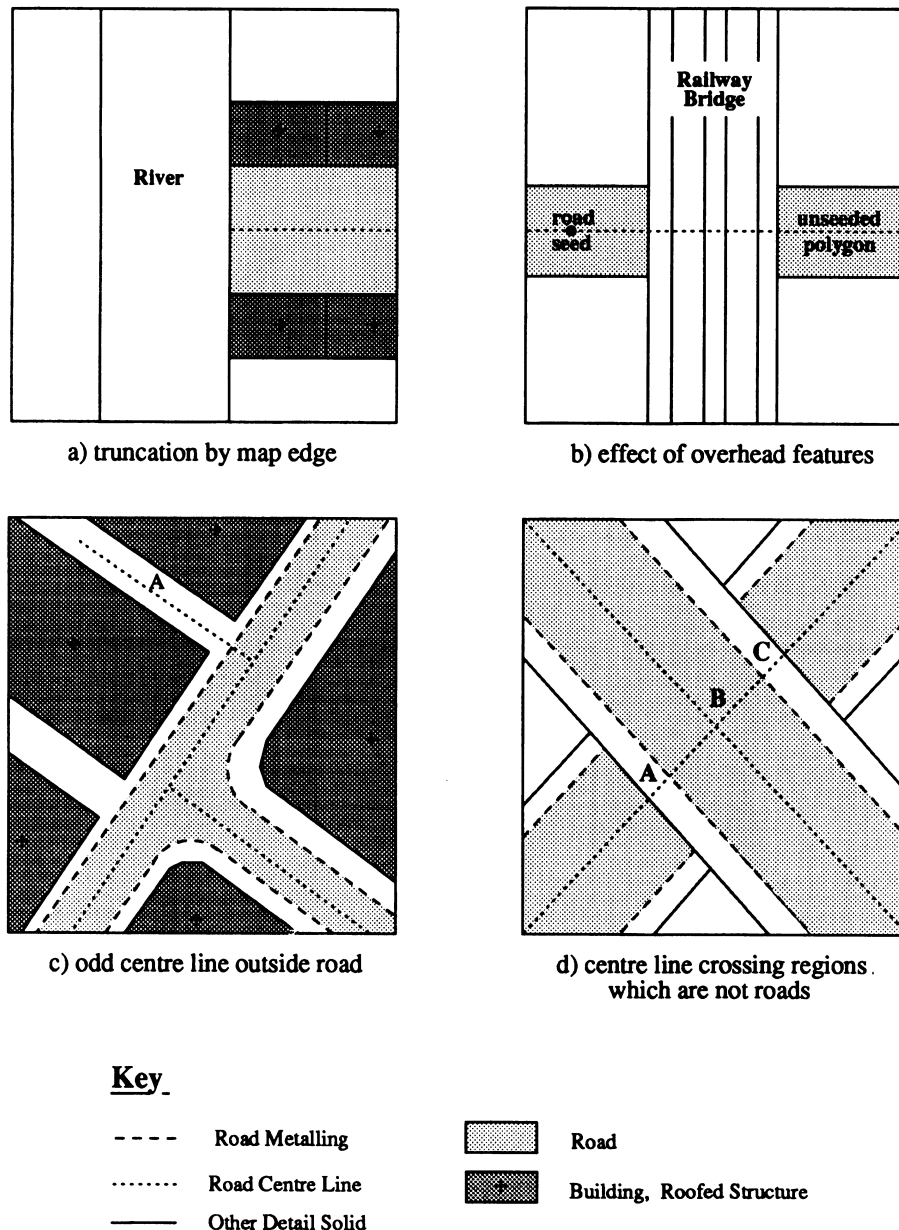 River
Railway
Bridge
road
seed
unseeded
polygon
a) truncation by map edge
b) effect of overhead features
A
C
B
A
c) odd centre line outside road
d) centre line crossing regions
which are not roads
Key
Road Metalling
Road Centre Line
Other Detail Solid
Road
Building, Roofed Structure